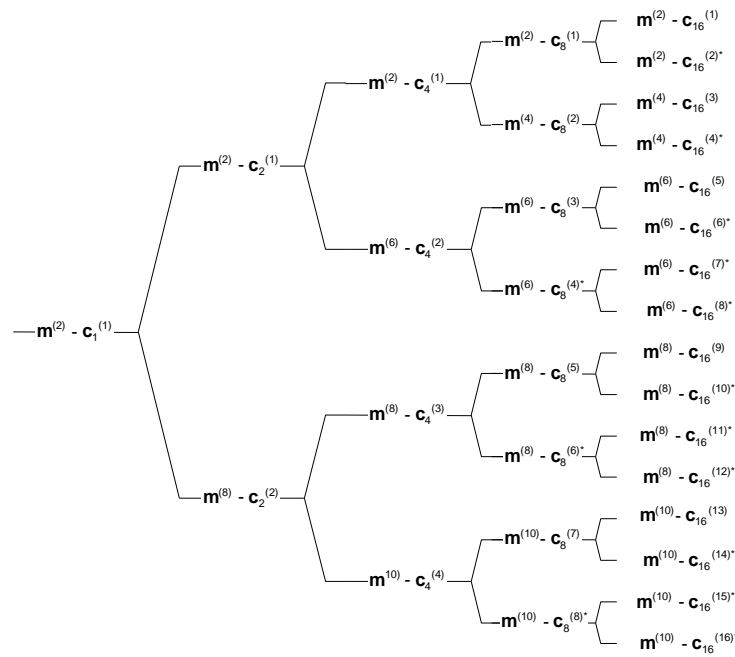 m(2) - c16(1)
m(2) - c8(1)
m(2) - c16(2)*
m(2) - c4(1)
m(4) - c16(3)
m(4) - c8(2)
m(4) - c16(4)*
m(2) - c2(1)
m(6) - c16(5)
m(6) - c8(3)
m(6) - c16(6)*
m(6) - c4(2)
m(6) - c16(7)*
m(6) - c8(4)*
m(6) - c16(8)*
m(2) - c1(1)
m(8) - c16(9)
m(8) - c8(5)
m(8) - c16(10)*
m(8) - c4(3)
m(8) - c16(11)*
m(8) - c8(6)*
m(8) - c16(12)*
m(8) - c2(2)
m(10) - c16(13)
m(10) - c8(7)
m(10) - c16(14)*
m10) - c4(4)
m(10) - c16(15)*
m(10) - c8(8)*
m(10) - c16(16)*